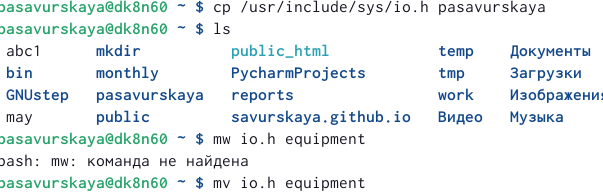 pasavurskaya@dk8n60 ~ $ cp /usr/include/sys/io.h pasavurskaya
pasavurskaya@dk8n60 ~ $ ls
abc1 mkdir public_html temp Документы
bin monthly PycharmProjects tmp Загрузки
GNUstep pasavurskaya reports work Изображения
may public savurskaya.github.io Видео Музыка
pasavurskaya@dk8n60 ~ $ mw io.h equipment
bash: mw: команда не найдена
pasavurskaya@dk8n60 ~ $ mv io.h equipment